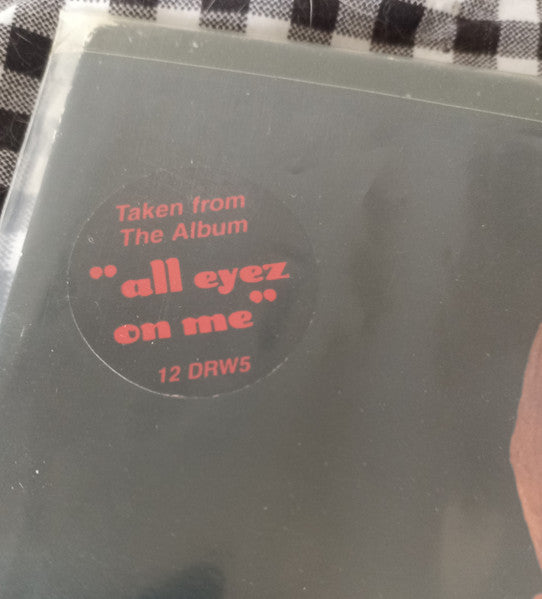 Taken from
The Album
"all eyez
on me"
12 DRW5